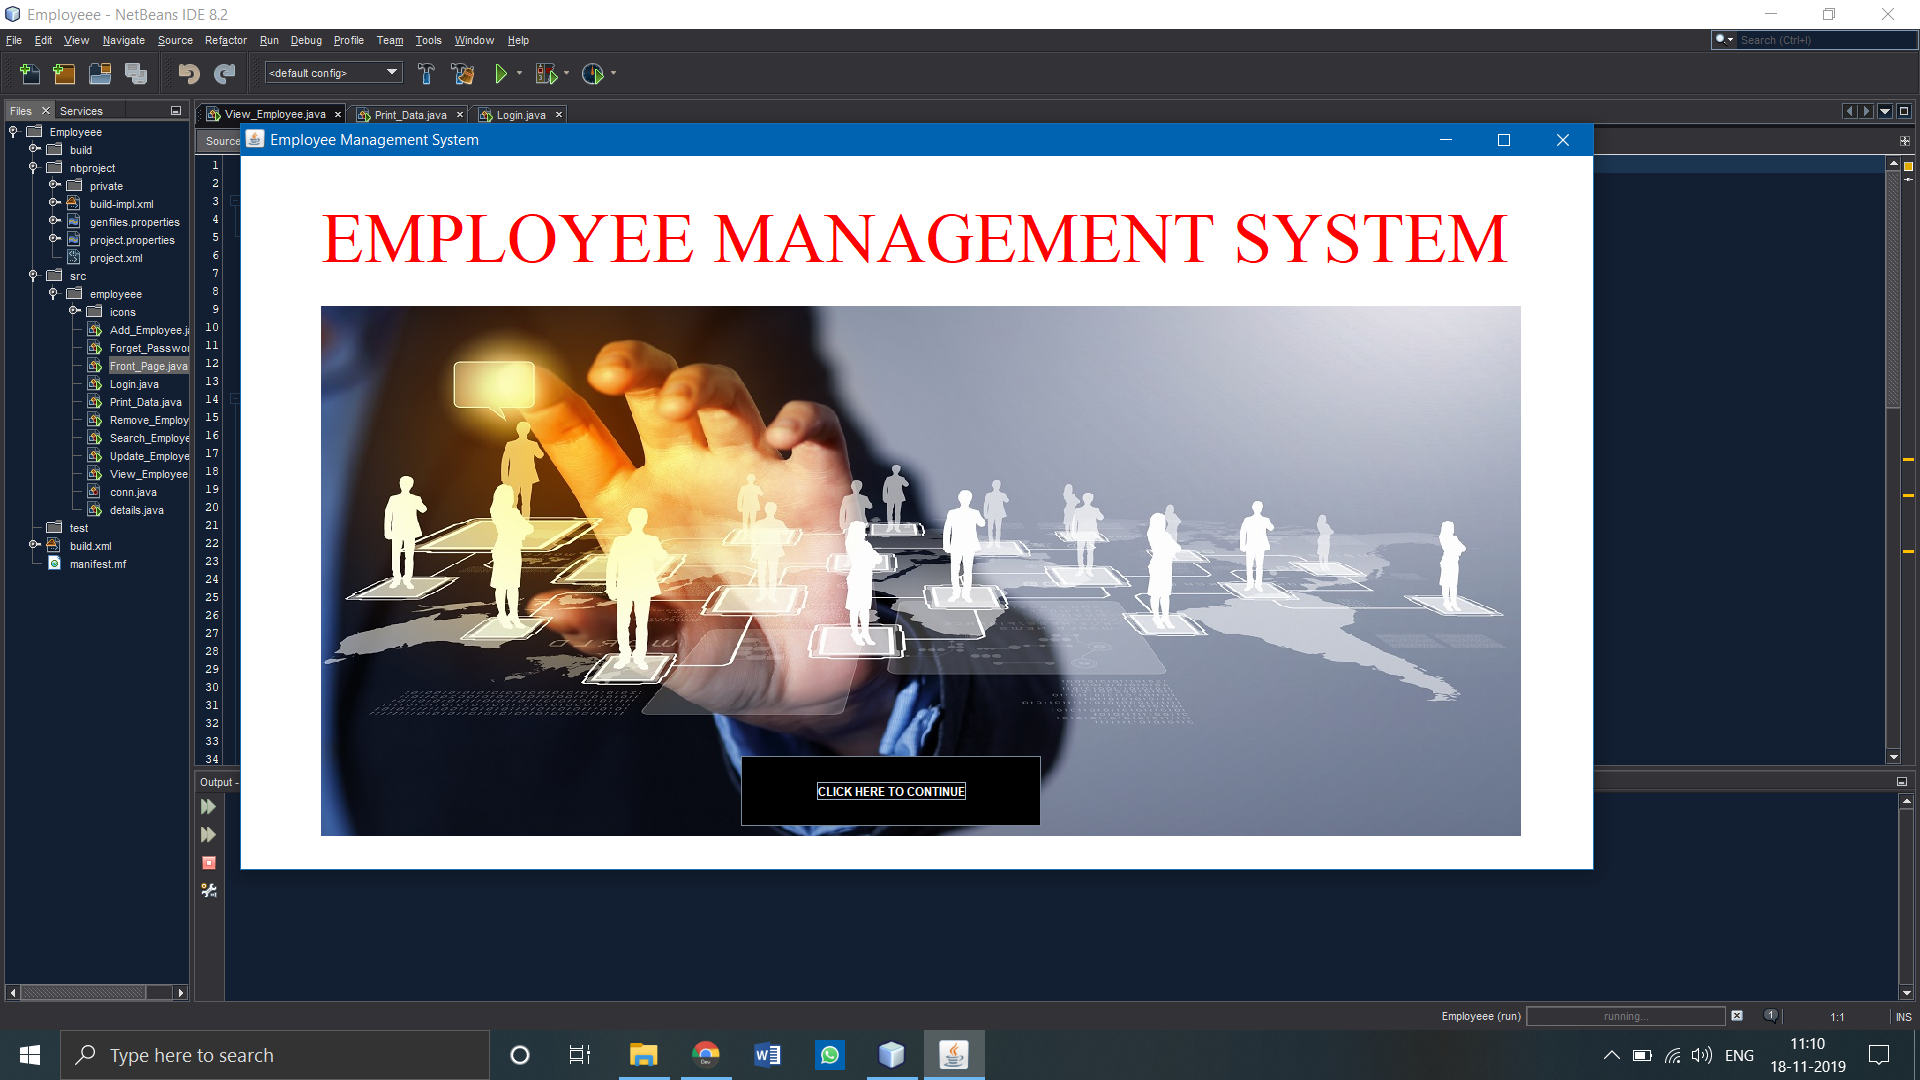 Employeee - NetBeans IDE 8.2
File Edit View Navigate Source Refactor Run Debug Profile Team Tools Window Help
Search (Ctrl+I)
<default config>
Files Services
View_Employee.java Print_Data.java Login.java
Employeee
build
nbproject
private
build-impl.xml
genfiles.properties
project.properties
project.xml
src
employeee
icons
Add_Employee.ja
Forget_Passwor
Front_Page.java
Login.java
Print_Data.java
Remove_Employ
Search_Employe
Update_Employe
View_Employee
conn.java
details.java
test
build.xml
manifest.mf
Source
1
2
3
4
5
6
7
8
9
10
11
12
13
14
15
16
17
18
19
20
21
22
23
24
25
26
27
28
29
30
31
32
33
34
Employee Management System
EMPLOYEE MANAGEMENT SYSTEM
CLICK HERE TO CONTINUE
Output -
Employeee (run) running... 1 1:1 INS
Type here to search
Dev
ENG
11:10
18-11-2019